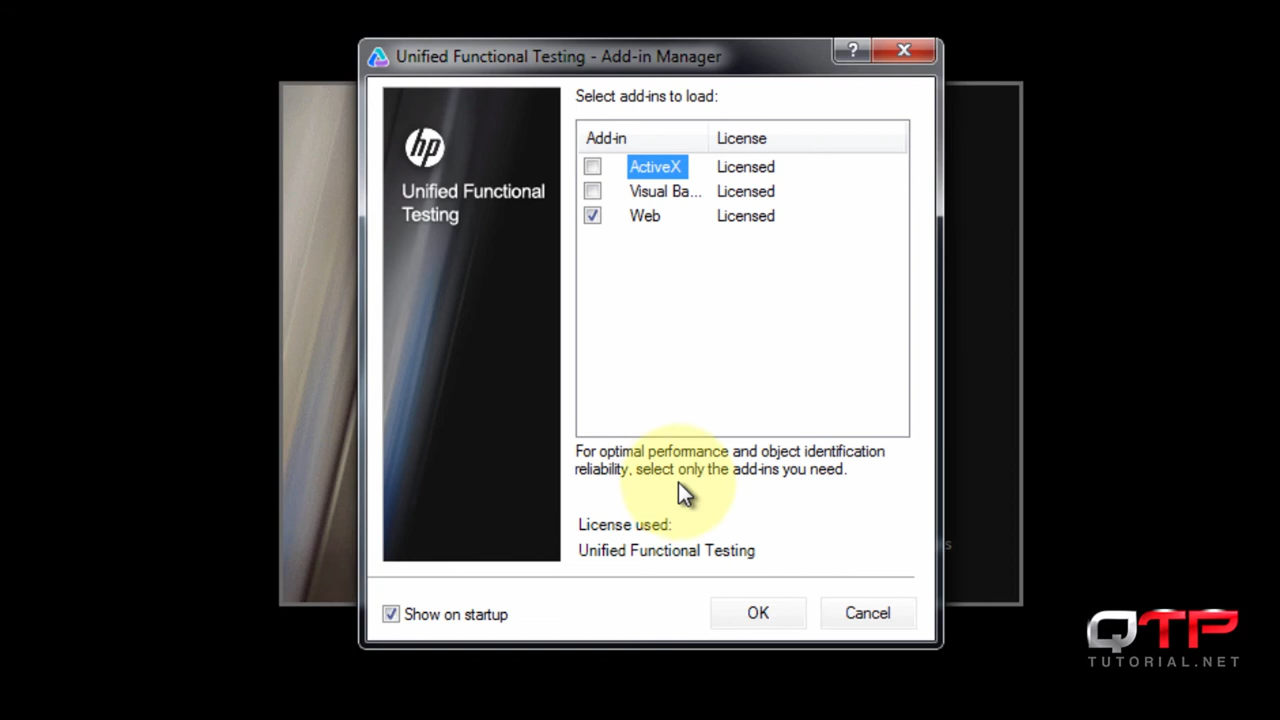 Unified Functional Testing - Add-in Manager
?
Select add-ins to load:
hp
Unified Functional
Testing
Add-in License
ActiveX Licensed
Visual Ba... Licensed
Web Licensed
For optimal performance and object identification
reliability, select only the add-ins you need.
License used:
Unified Functional Testing
s
Show on startup
OK
Cancel
QTP
TUTORIAL.NET